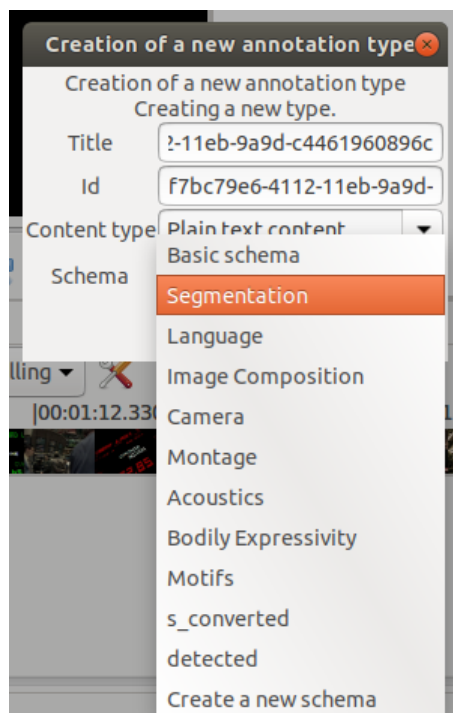 Creation of a new annotation type
Creation of a new annotation type
Creating a new type.
Title 2-11eb-9a9d-c4461960896c
Id f7bc79e6-4112-11eb-9a9d-
Content type Plain text content
Schema
Basic schema
Segmentation
Language
Image Composition
Camera
Montage
Acoustics
Bodily Expressivity
Motifs
s_converted
detected
Create a new schema
lling
|00:01:12.330